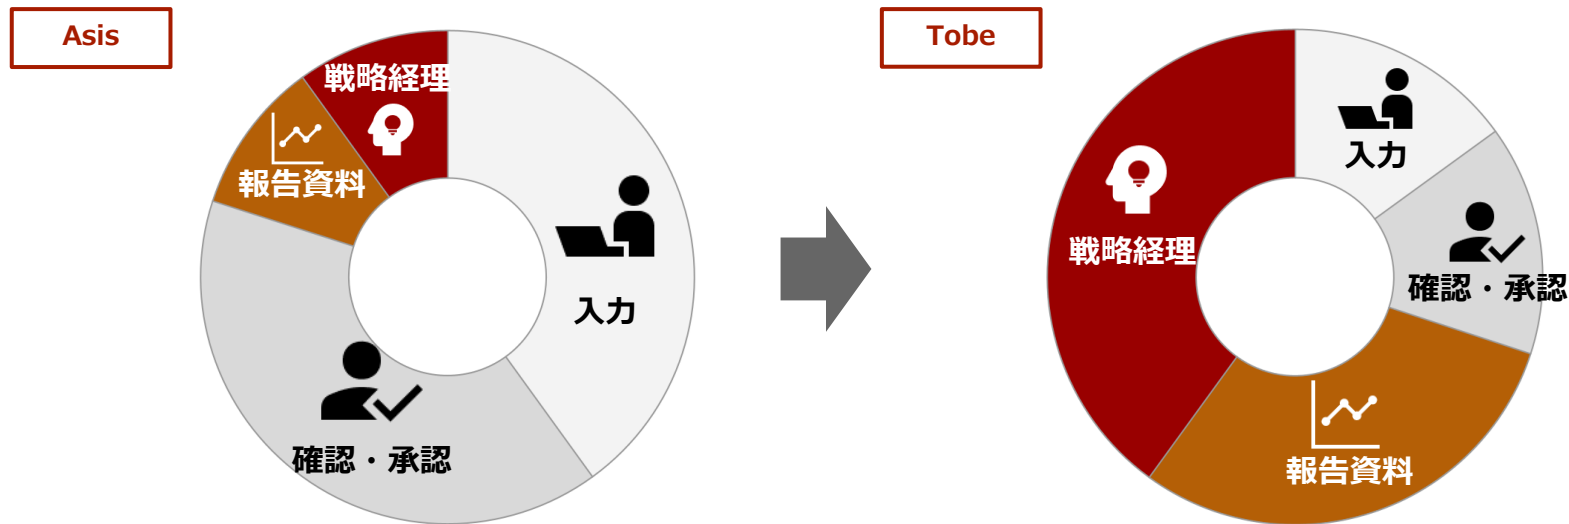 Asis
戦略経理
報告資料
入力
確認・承認
Tobe
入力
戦略経理
確認・承認
報告資料